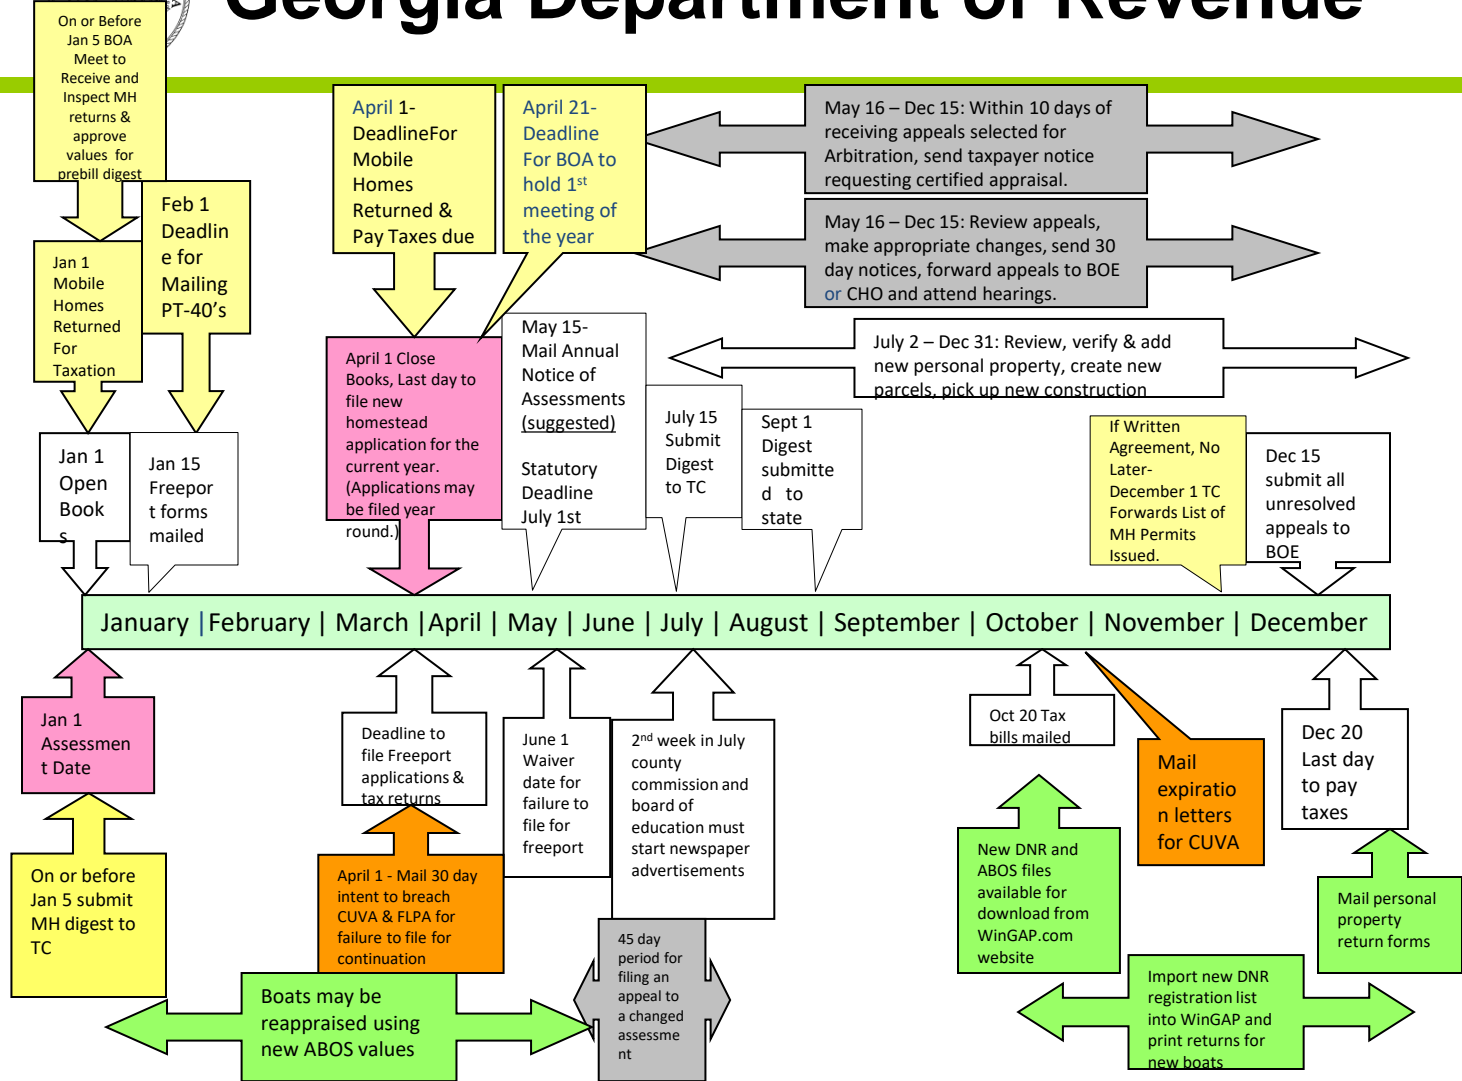 Georgia Department of Revenue
On or Before
Jan 5 BOA
Meet to
Receive and
Inspect MH
returns &
approve
values for
prebill digest
Jan 1
Mobile
Homes
Returned
For
Taxation
Feb 1
Deadlin
e for
Mailing
PT-40's
Jan 1
Open
Book
s
Jan 15
Freepor
t forms
mailed
April 1-
DeadlineFor
Mobile
Homes
Returned &
Pay Taxes due
April 21-
Deadline
For BOA to
hold 1st
meeting of
the year
April 1 Close
Books, Last day to
file new
homestead
application for the
current year.
(Applications may
be filed year
round.)
May 15-
Mail Annual
Notice of
Assessments
(suggested)
Statutory
Deadline
July 1st
May 16 – Dec 15: Within 10 days of
receiving appeals selected for
Arbitration, send taxpayer notice
requesting certified appraisal.
May 16 – Dec 15: Review appeals,
make appropriate changes, send 30
day notices, forward appeals to BOE
or CHO and attend hearings.
July 2 – Dec 31: Review, verify & add
new personal property, create new
parcels, pick up new construction
July 15
Submit
Digest
to TC
Sept 1
Digest
submitte
d to
state
If Written
Agreement, No
Later-
December 1 TC
Forwards List of
MH Permits
Issued.
Dec 15
submit all
unresolved
appeals to
BOE
January |February | March |April | May | June | July | August | September | October | November | December
Jan 1
Assessmen
t Date
On or before
Jan 5 submit
MH digest to
TC
Deadline to
file Freeport
applications &
tax returns
April 1 - Mail 30 day
intent to breach
CUVA & FLPA for
failure to file for
continuation
Boats may be
reappraised using
new ABOS values
June 1
Waiver
date for
failure to
file for
freeport
2nd week in July
county
commission and
board of
education must
start newspaper
advertisements
45 day
period for
filing an
appeal to
a changed
assessme
nt
Oct 20 Tax
bills mailed
New DNR and
ABOS files
available for
download from
WinGAP.com
website
Mail
expiratio
n letters
for CUVA
Dec 20
Last day
to pay
taxes
Mail personal
property
return forms
Import new DNR
registration list
into WinGAP and
print returns for
new boats